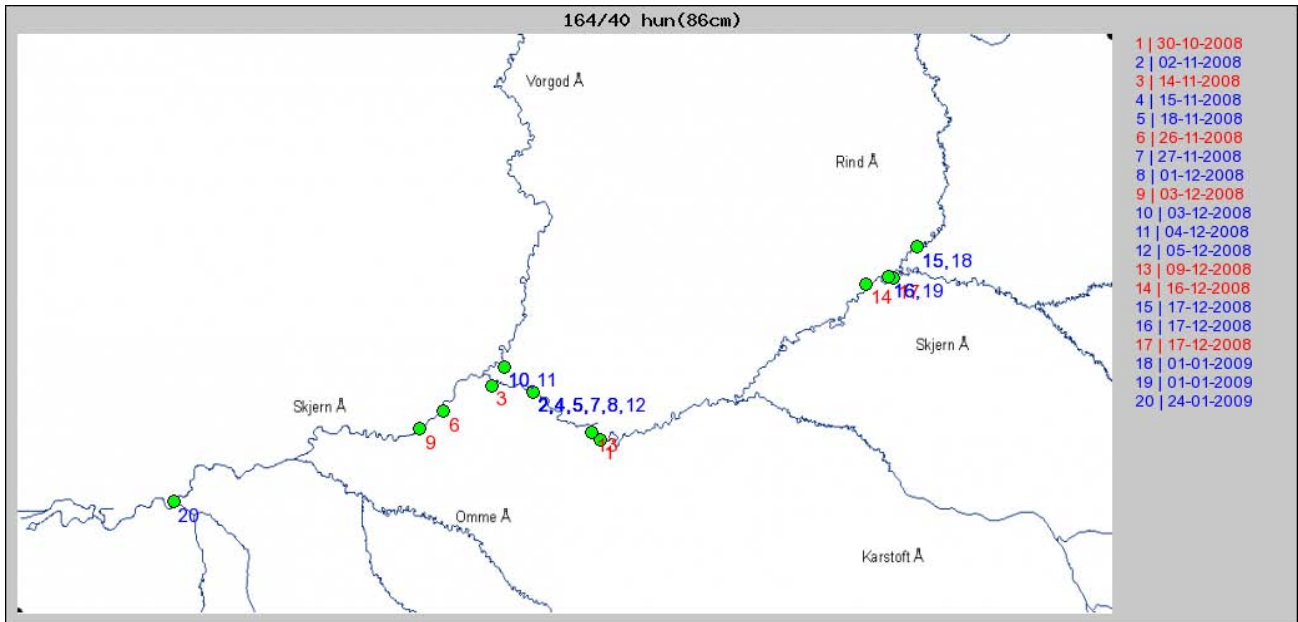 164/40 hun(86cm)
Vorgod Å
Rind Å
15,18
14
17
16,19
Skjern Å
10,11
3
2,4,5,7,8,12
Skjern Å
6
9
13
1
20
Omme Å
Karstoft Å
1 | 30-10-2008
2 | 02-11-2008
3 | 14-11-2008
4 | 15-11-2008
5 | 18-11-2008
6 | 26-11-2008
7 | 27-11-2008
8 | 01-12-2008
9 | 03-12-2008
10 | 03-12-2008
11 | 04-12-2008
12 | 05-12-2008
13 | 09-12-2008
14 | 16-12-2008
15 | 17-12-2008
16 | 17-12-2008
17 | 17-12-2008
18 | 01-01-2009
19 | 01-01-2009
20 | 24-01-2009